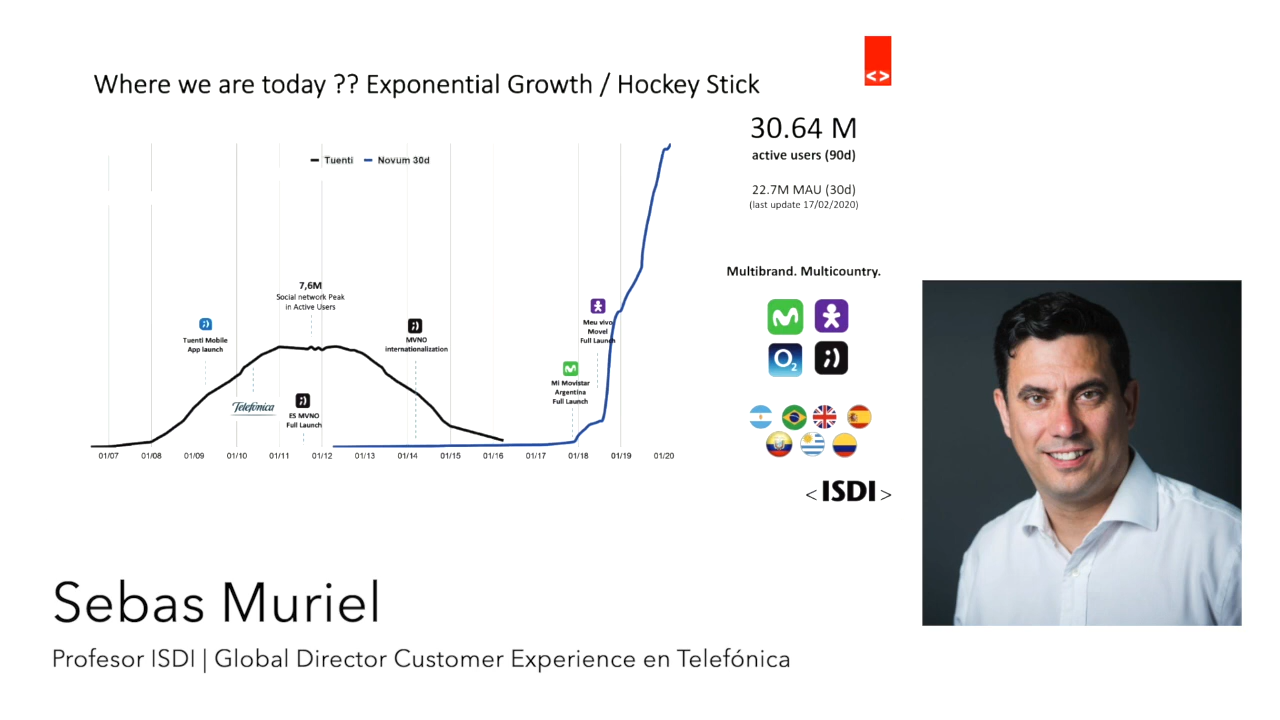 <>
Where we are today ?? Exponential Growth / Hockey Stick
30.64 M
active users (90d)
22.7M MAU (30d)
(last update 17/02/2020)
Tuenti
Novum 30d
7,6M
Social network Peak
in Active Users
Tuenti Mobile
App launch
Telefónica
ES MVNO
Full Launch
MVNO
internationalization
Mi Movistar
Argentina
Full Launch
Meu vivo
Movel
Full Launch
01/07
01/08
01/09
01/10
01/11
01/12
01/13
01/14
01/15
01/16
01/17
01/18
01/19
01/20
Multibrand. Multicountry.
O2
< ISDI >
Sebas Muriel
Profesor ISDI | Global Director Customer Experience en Telefónica